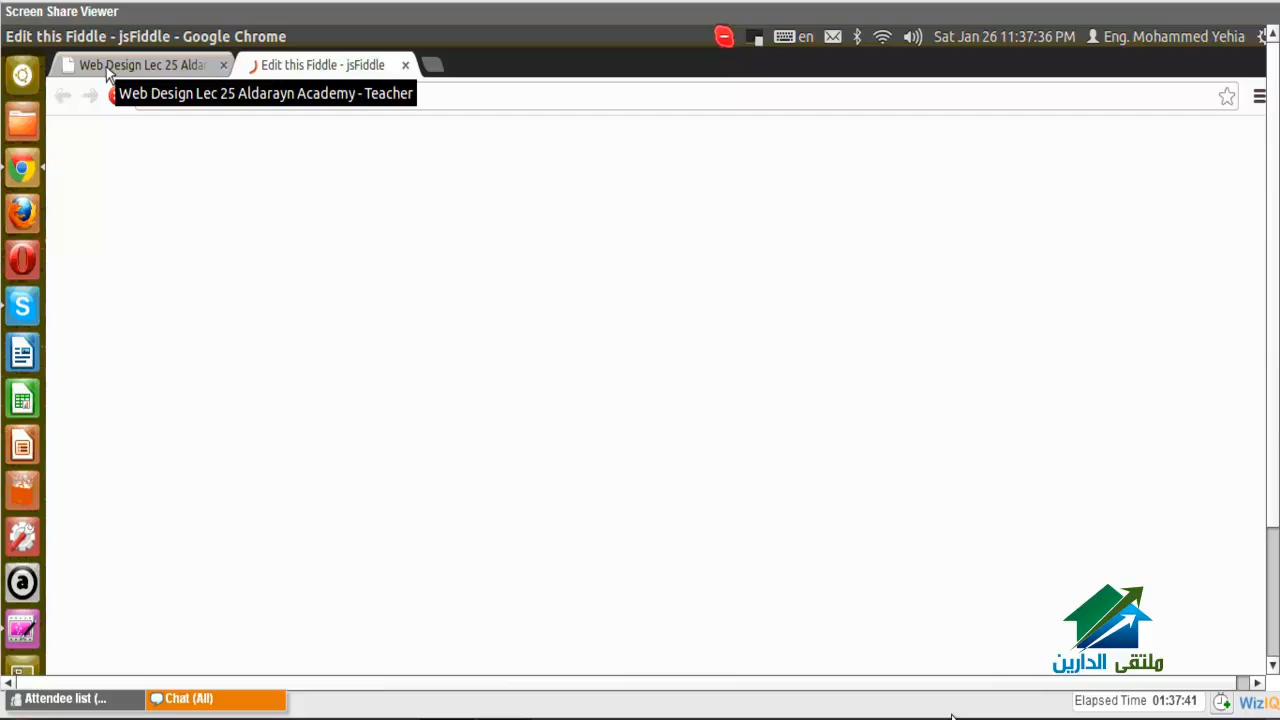 Screen Share Viewer
Edit this Fiddle - jsFiddle - Google Chrome
en
Sat Jan 26 11:37:36 PM
Eng. Mohammed Yehia
Web Design Lec 25 Alda
Edit this Fiddle - jsFiddle
Web Design Lec 25 Aldarayn Academy - Teacher
ملتقى الدارين
Attendee list (...
Chat (All)
Elapsed Time 01:37:41
WizIQ